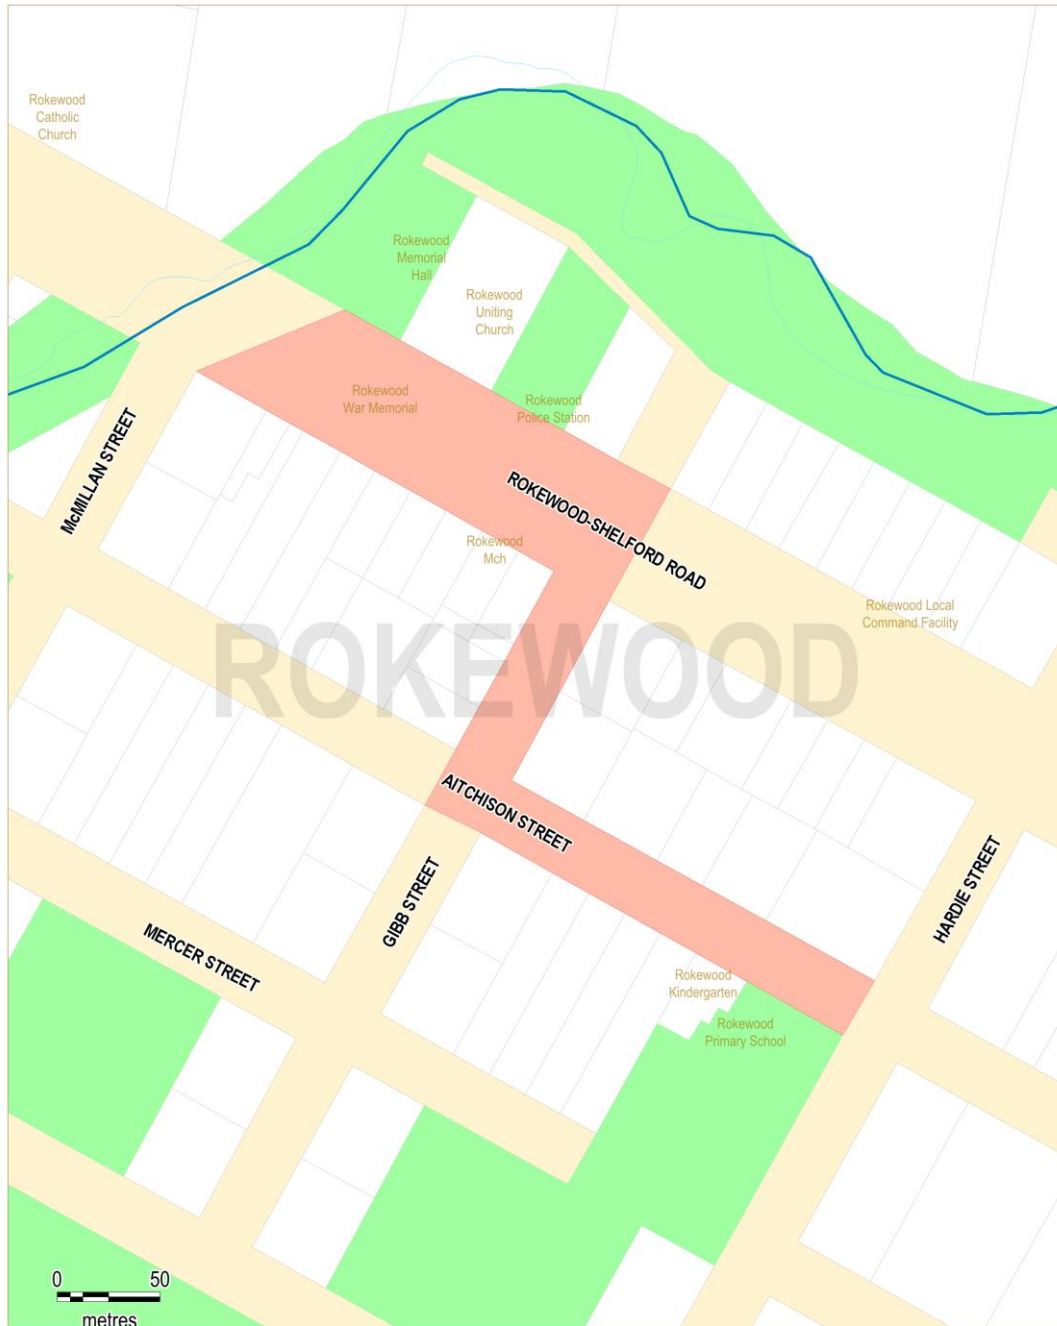 Rokewood
Catholic
Church
Rokewood
Memorial
Hall
Rokewood
Uniting
Church
Rokewood
War Memorial
Rokewood
Police Station
McMILLAN STREET
ROKEWOOD-SHELFORD ROAD
Rokewood
Mch
Rokewood Local
Command Facility
ROKEWOOD
AITCHISON STREET
GIBB STREET
HARDIE STREET
MERCER STREET
Rokewood
Kindergarten
Rokewood
Primary School
0 50
metres